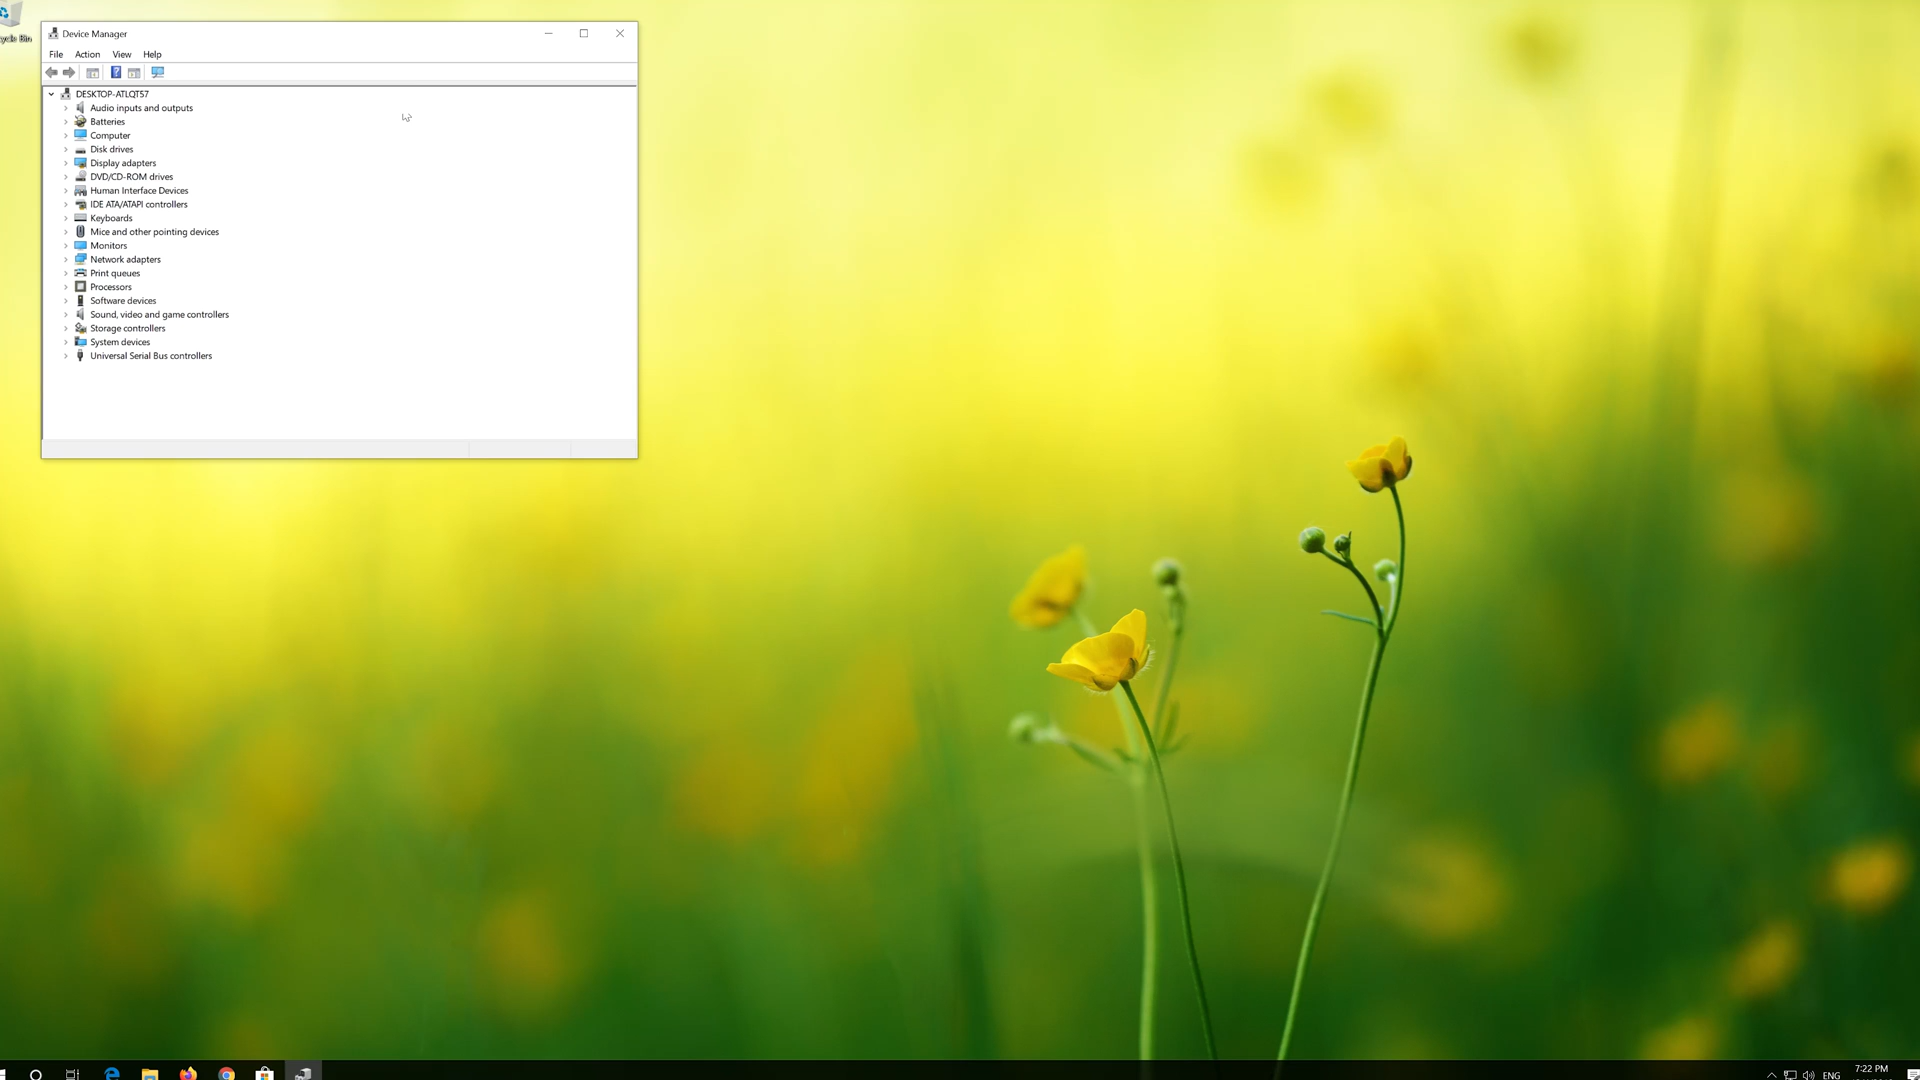 Device Manager
File Action View Help
DESKTOP-ATLQT57
Audio inputs and outputs
Batteries
Computer
Disk drives
Display adapters
DVD/CD-ROM drives
Human Interface Devices
IDE ATA/ATAPI controllers
Keyboards
Mice and other pointing devices
Monitors
Network adapters
Print queues
Processors
Software devices
Sound, video and game controllers
Storage controllers
System devices
Universal Serial Bus controllers
Bin
ENG
7:22 PM